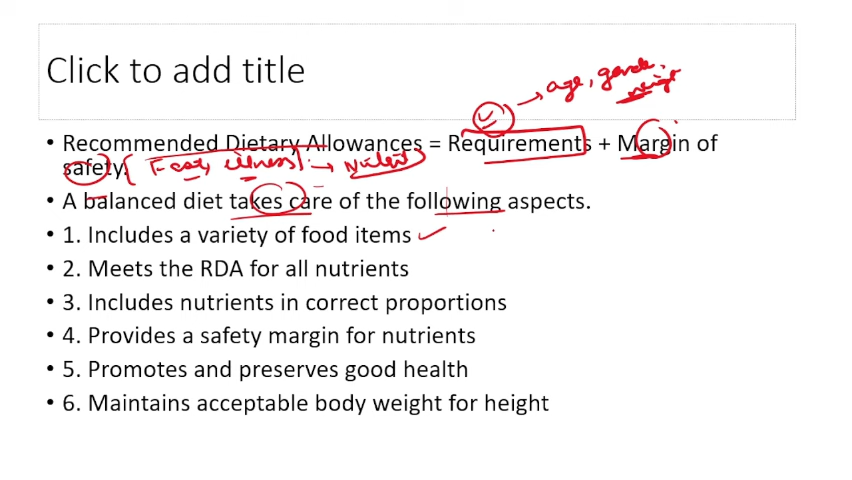 Click to add title
age, gender,
height
• Recommended Dietary Allowances = Requirements + Margin of
safety. illness → Nutrient
• A balanced diet takes care of the following aspects.
• 1. Includes a variety of food items
• 2. Meets the RDA for all nutrients
• 3. Includes nutrients in correct proportions
• 4. Provides a safety margin for nutrients
• 5. Promotes and preserves good health
• 6. Maintains acceptable body weight for height